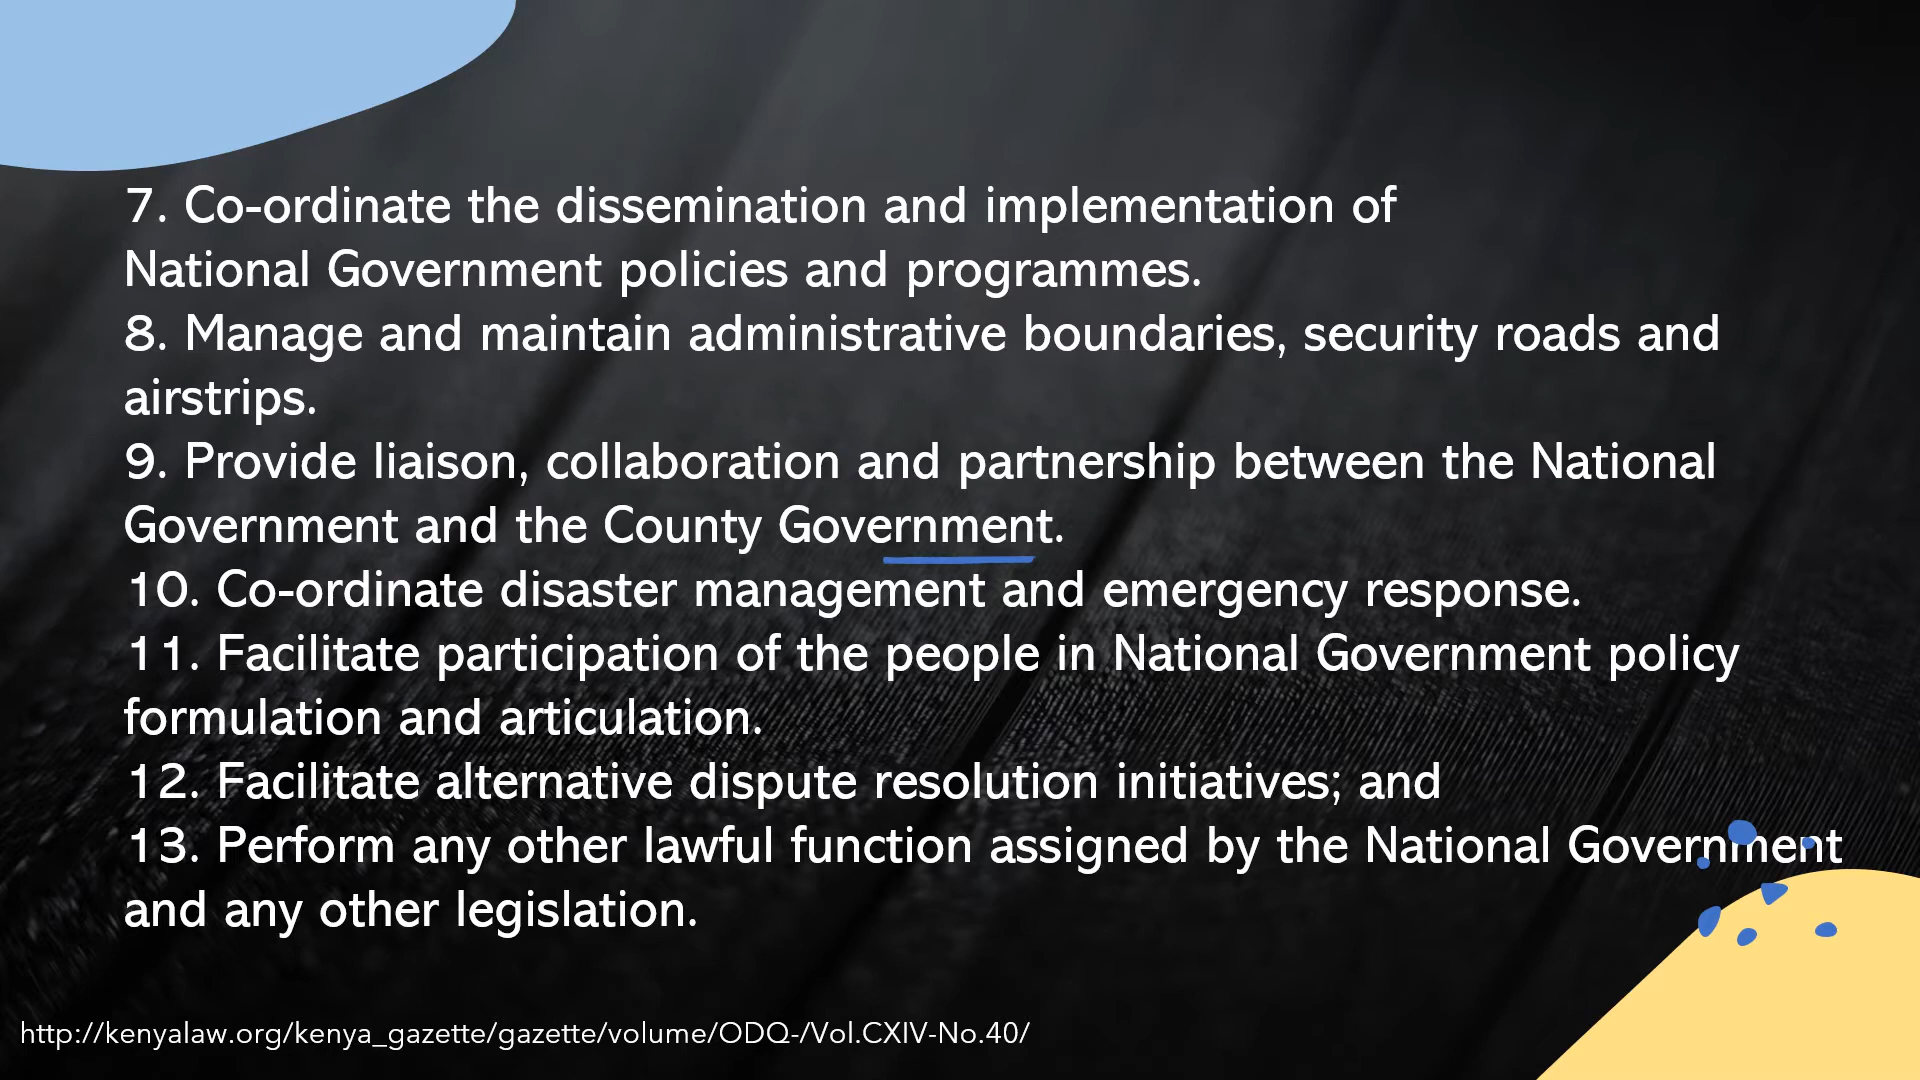 7. Co-ordinate the dissemination and implementation of
National Government policies and programmes.
8. Manage and maintain administrative boundaries, security roads and
airstrips.
9. Provide liaison, collaboration and partnership between the National
Government and the County Government.
10. Co-ordinate disaster management and emergency response.
11. Facilitate participation of the people in National Government policy
formulation and articulation.
12. Facilitate alternative dispute resolution initiatives; and
13. Perform any other lawful function assigned by the National Government
and any other legislation.
http://kenyalaw.org/kenya_gazette/gazette/volume/ODQ-/Vol.CXIV-No.40/